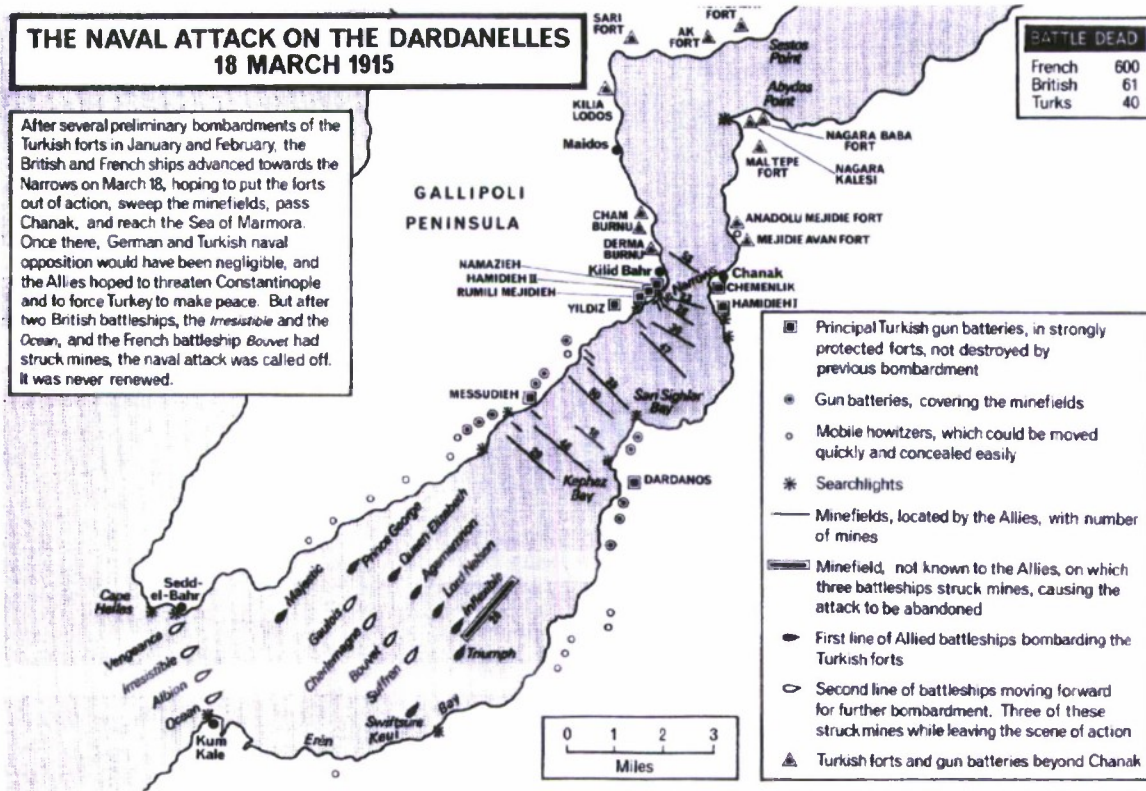 THE NAVAL ATTACK ON THE DARDANELLES
18 MARCH 1915
After several preliminary bombardments of the
Turkish forts in January and February, the
British and French ships advanced towards the
Narrows on March 18, hoping to put the forts
out of action, sweep the minefields, pass
Chanak, and reach the Sea of Marmora.
Once there, German and Turkish naval
opposition would have been negligible, and
the Allies hoped to threaten Constantinople
and to force Turkey to make peace. But after
two British battleships, the Irresistible and the
Ocean, and the French battleship Bouvet had
struck mines, the naval attack was called off.
It was never renewed.
BATTLE DEAD
French 600
British 61
Turks 40
SARI
FORT
AK
FORT
FORT
Sestos
Point
KILIA
LODOS
Abydos
Point
Maidos
NAGARA BABA
FORT
MAL TEPE
FORT
NAGARA
KALESI
GALLIPOLI
PENINSULA
CHAM
BURNU
ANADOLU MEJIDIE FORT
DERMA
BURNU
MEJIDIE AVAN FORT
NAMAZIEH
Kilid Bahr
Chanak
HAMIDIEH II
CHEMENLIK
RUMILI MEJIDIEH
Narrows
HAMIDIEH I
YILDIZ
MESSUDIEH
Sari Sighlar
Bay
Kephez
Bay
DARDANOS
Prince George
Queen Elizabeth
Agamemnon
Lord Nelson
Inflexible
Majestic
Gaulois
Charlemagne
Bouvet
Suffren
Triumph
Cape
Helles
Sedd-
el-Bahr
Vengeance
Irresistible
Albion
Ocean
Swiftsure
Kum
Kale
Erin
Keui
Bay
0 1 2 3
Miles
Principal Turkish gun batteries, in strongly
protected forts, not destroyed by
previous bombardment
Gun batteries, covering the minefields
Mobile howitzers, which could be moved
quickly and concealed easily
Searchlights
Minefields, located by the Allies, with number
of mines
Minefield, not known to the Allies, on which
three battleships struck mines, causing the
attack to be abandoned
First line of Allied battleships bombarding the
Turkish forts
Second line of battleships moving forward
for further bombardment. Three of these
struck mines while leaving the scene of action
Turkish forts and gun batteries beyond Chanak